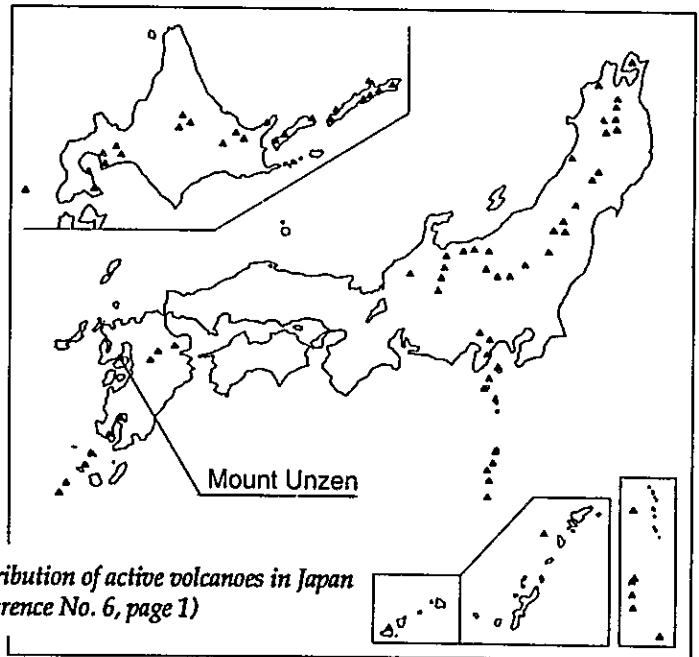 Mount Unzen
ribution of active volcanoes in Japan
rence No. 6, page 1)